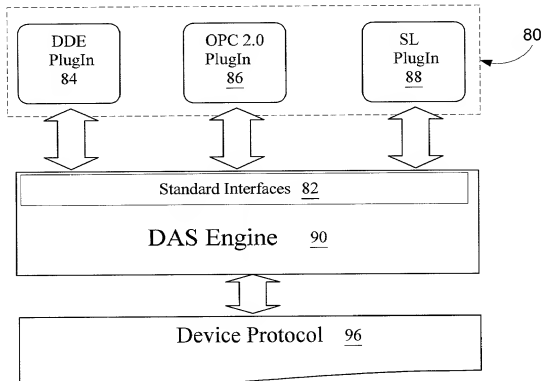 DDE
PlugIn
84
OPC 2.0
PlugIn
86
SL
PlugIn
88
80
Standard Interfaces 82
DAS Engine 90
Device Protocol 96